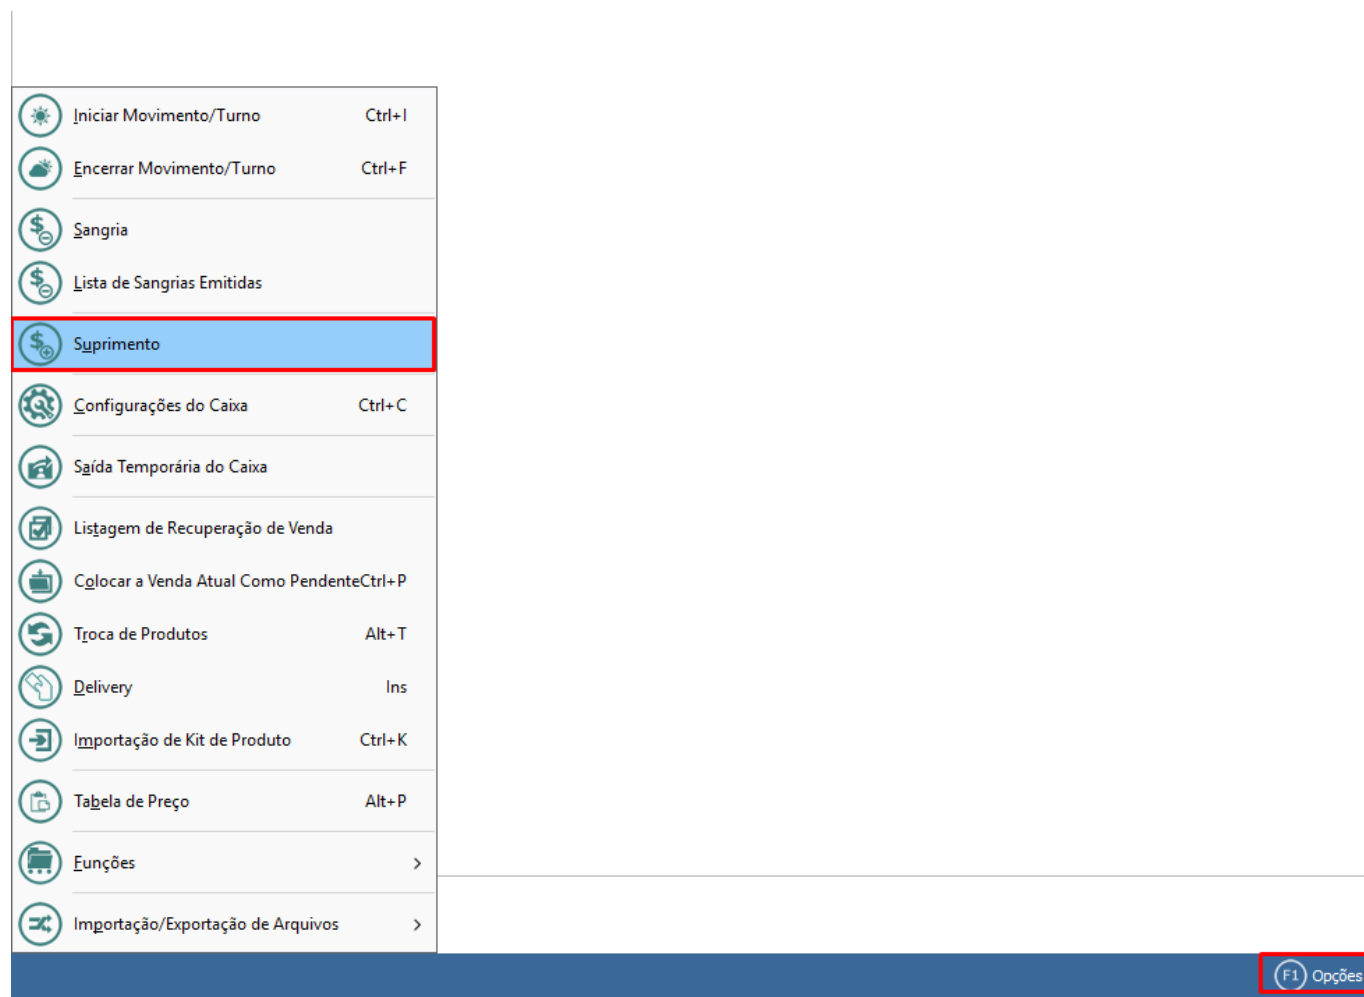 Iniciar Movimento/Turno Ctrl+I
Encerrar Movimento/Turno Ctrl+F
Sangria
Lista de Sangrias Emitidas
Suprimento
Configurações do Caixa Ctrl+C
Saída Temporária do Caixa
Listagem de Recuperação de Venda
Colocar a Venda Atual Como PendenteCtrl+P
Troca de Produtos Alt+T
Delivery Ins
Importação de Kit de Produto Ctrl+K
Tabela de Preço Alt+P
Funções
Importação/Exportação de Arquivos
F1 Opções